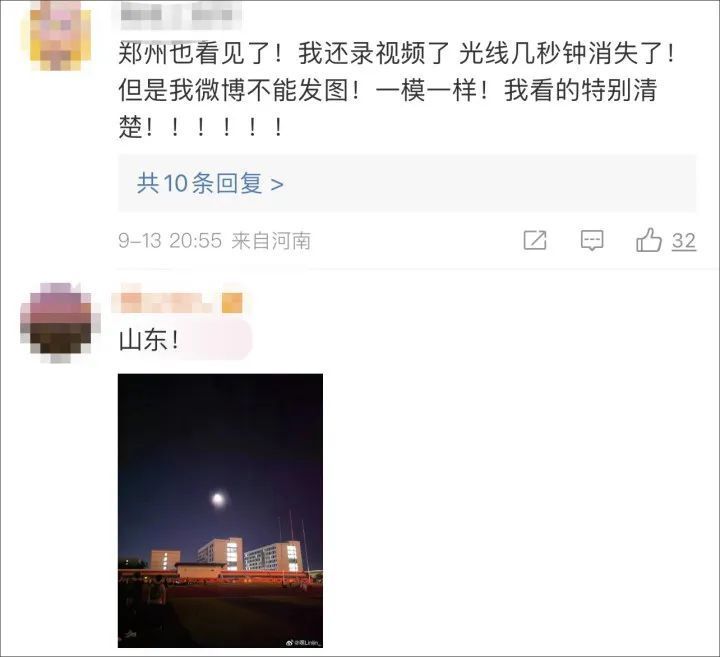 郑州也看见了！我还录视频了 光线几秒钟消失了！
但是我微博不能发图！一模一样！我看的特别清
楚！！！！！！
共10条回复 >
9-13 20:55 来自河南
32
山东！